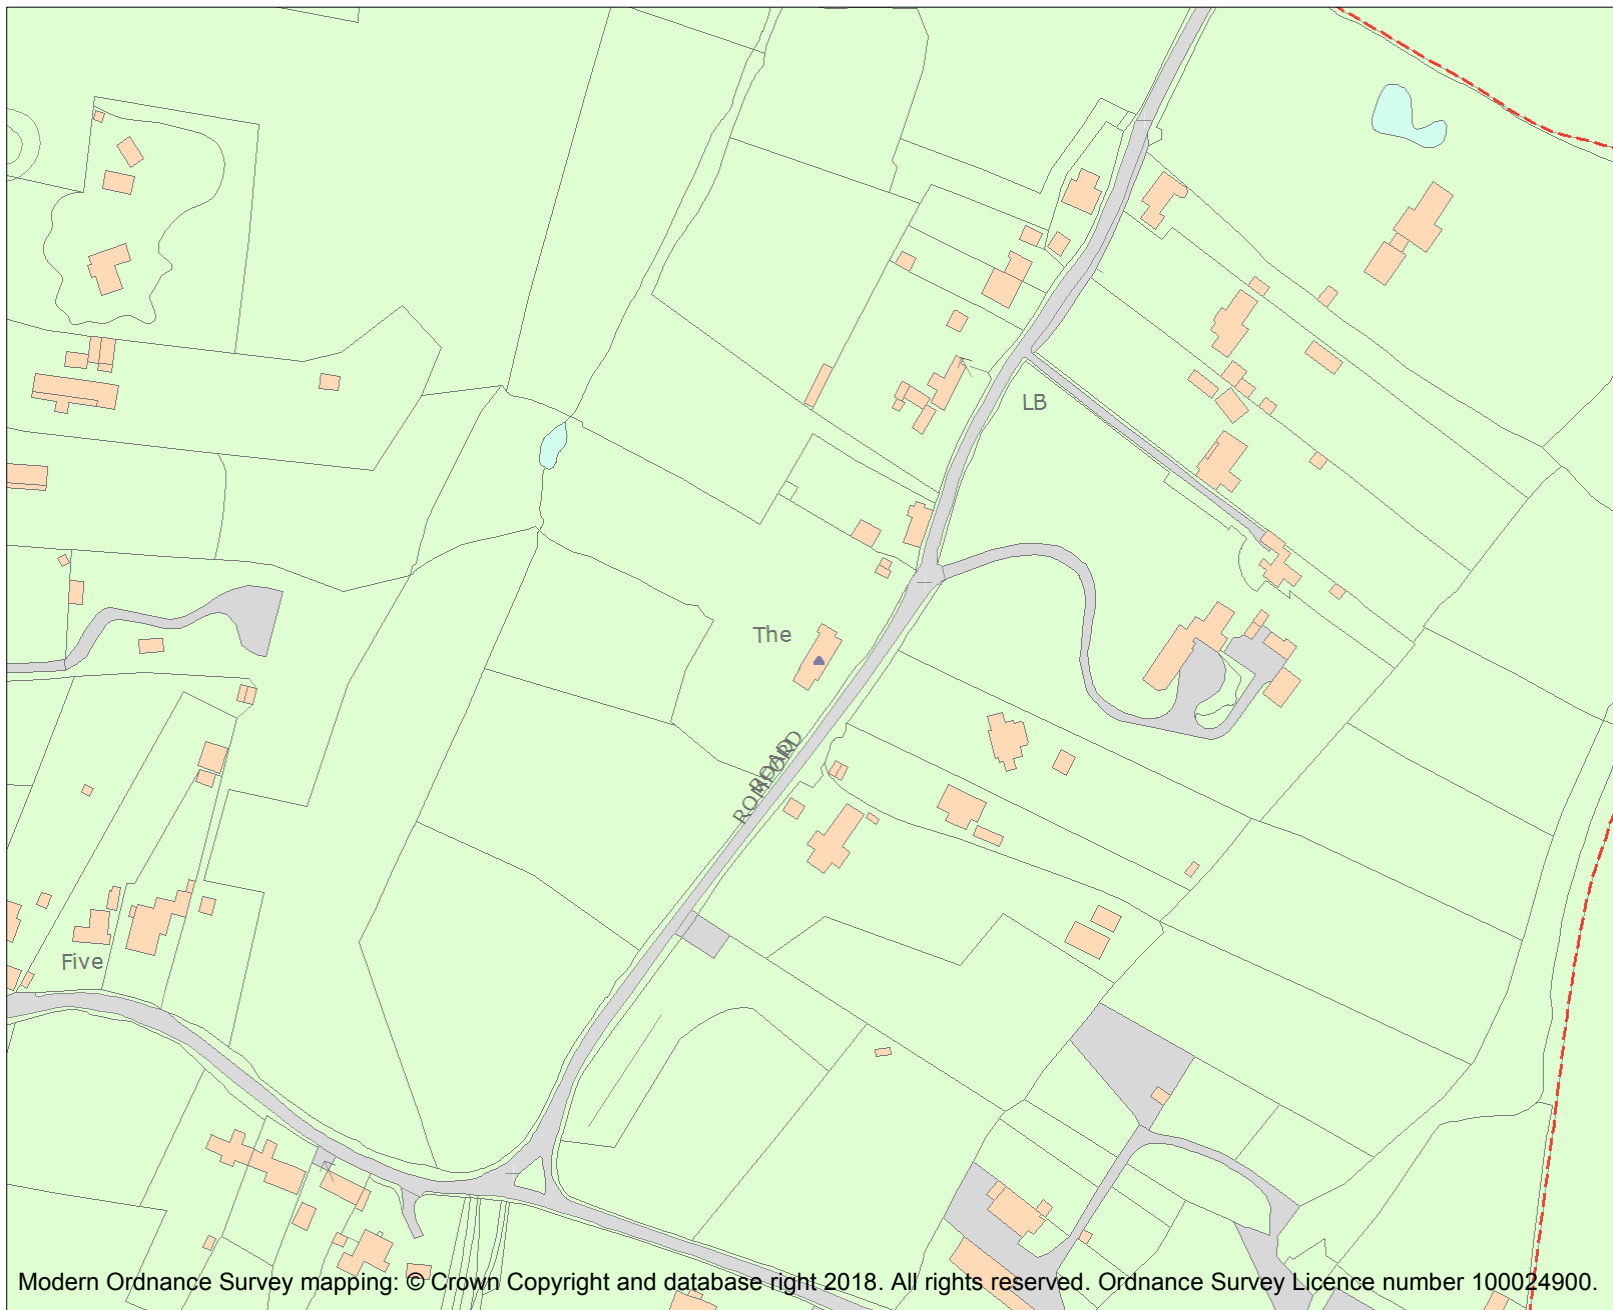 LB
The
ROMFORD
ROAD
Five
Modern Ordnance Survey mapping: © Crown Copyright and database right 2018. All rights reserved. Ordnance Survey Licence number 100024900.